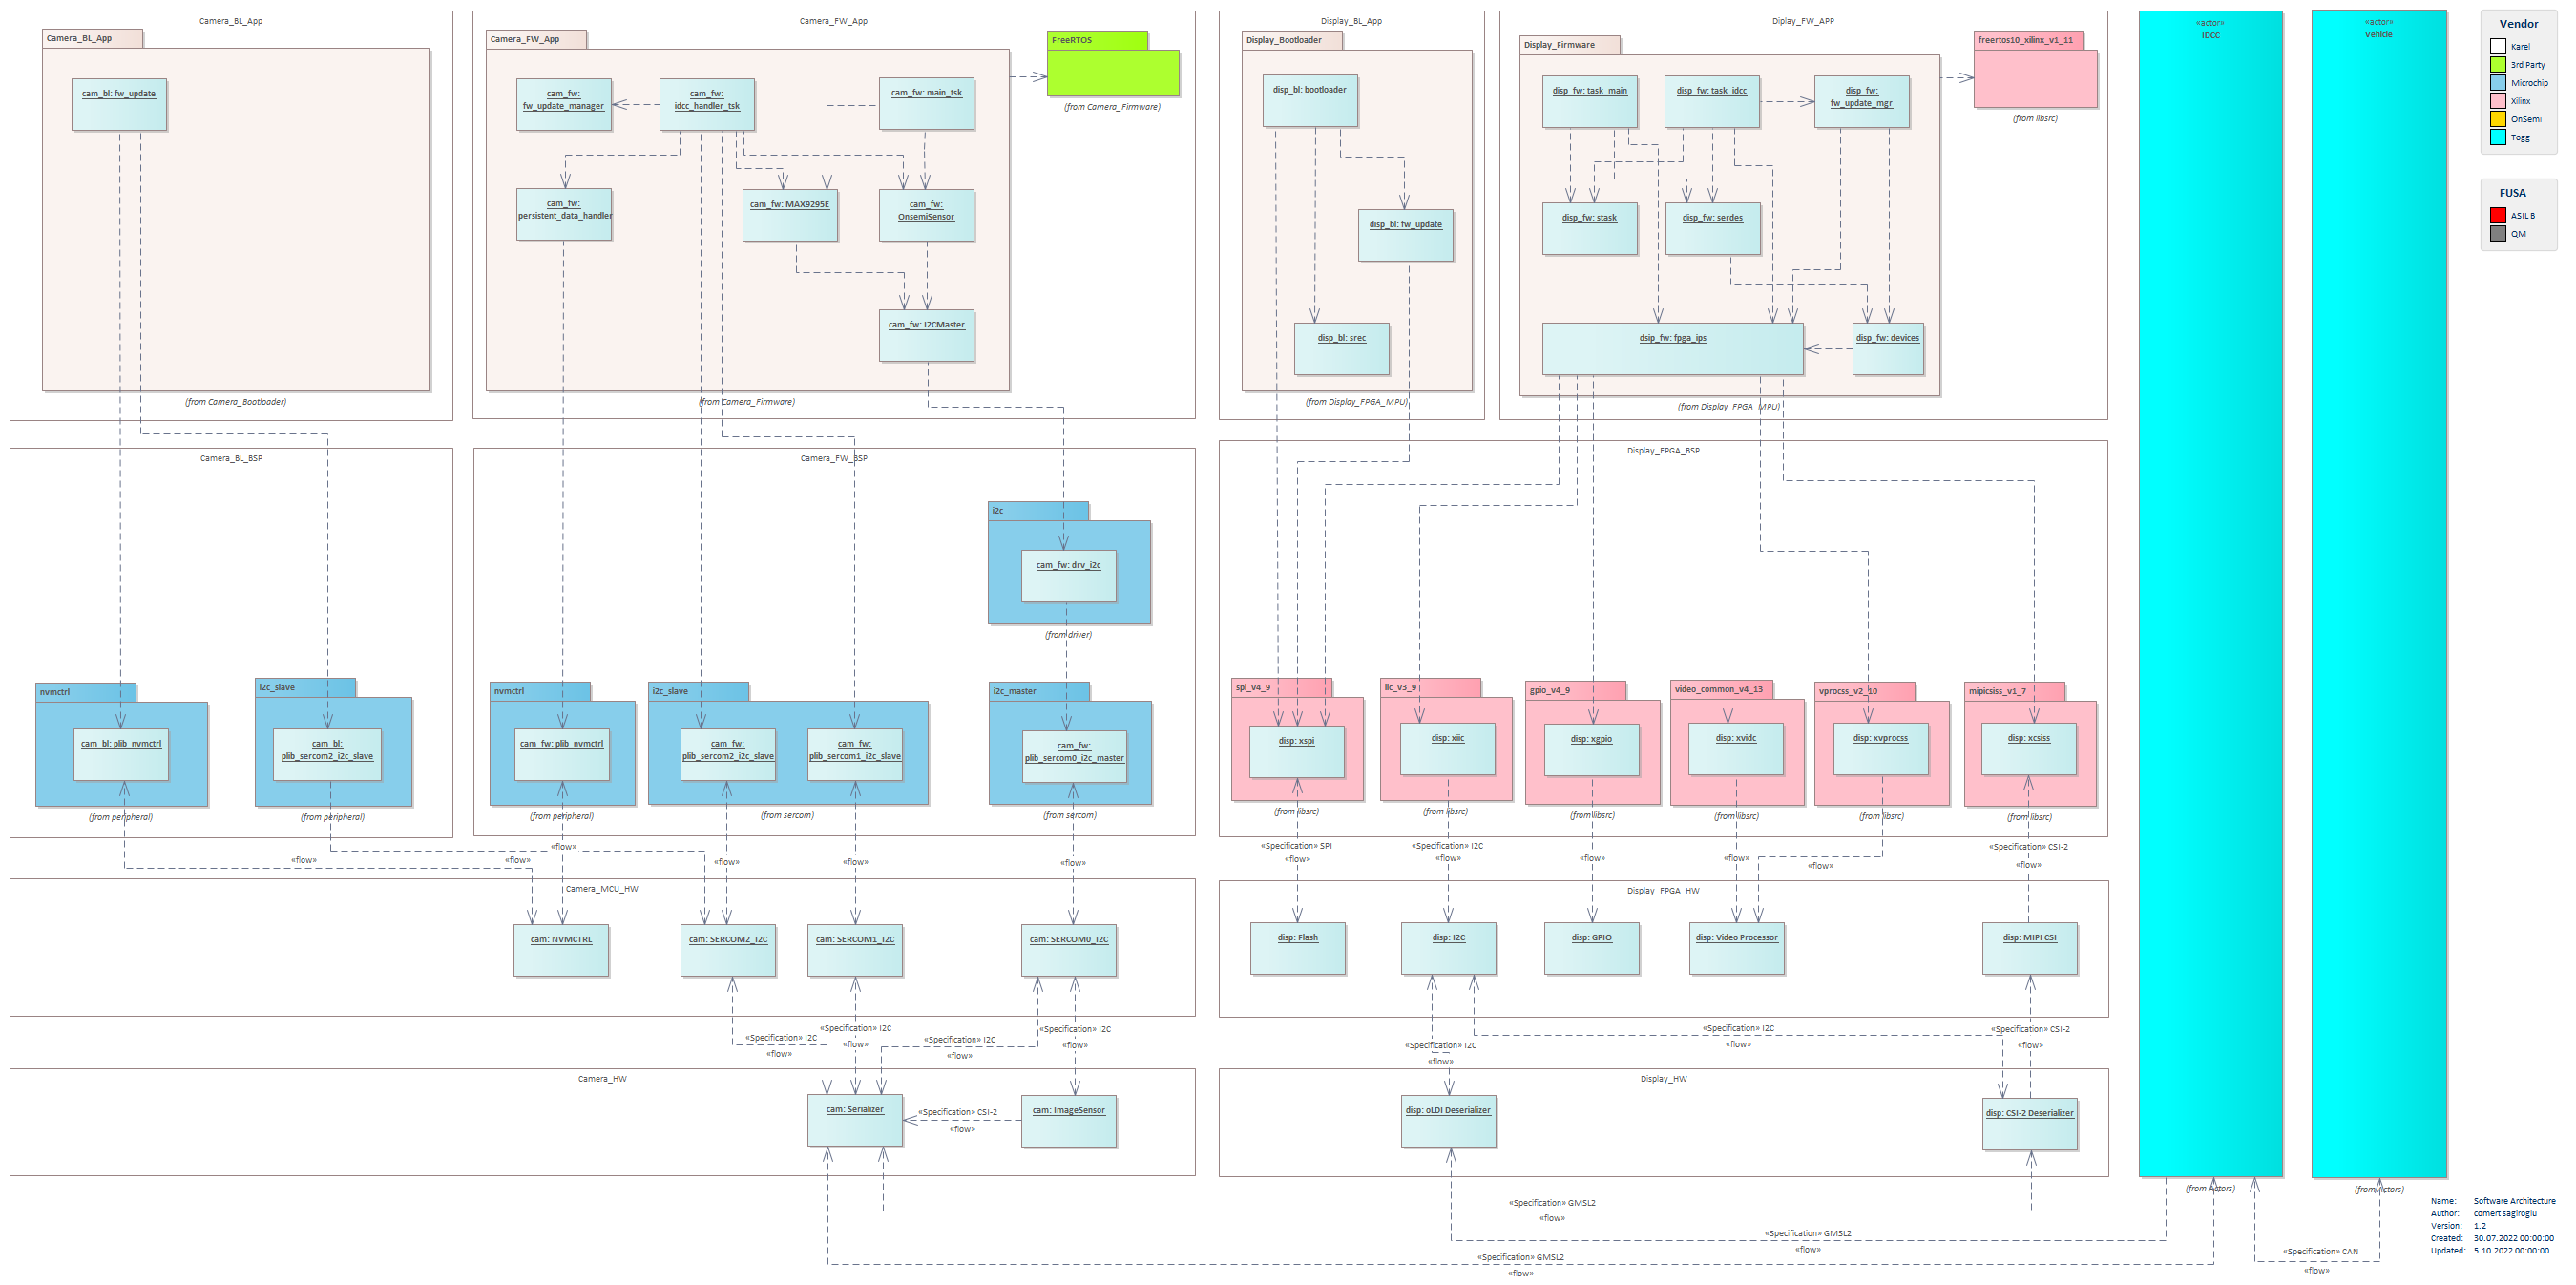 Camera_BL_App
Camera_BL_App
cam_bl: fw_update
(from Camera_Bootloader)
Camera_FW_App
Camera_FW_App
cam_fw:
fw_update_manager
cam_fw:
idcc_handler_tsk
cam_fw: main_tsk
cam_fw:
persistent_data_handler
cam_fw: MAX9295E
cam_fw:
OnsemiSensor
cam_fw: I2CMaster
(from Camera_Firmware)
FreeRTOS
(from Camera_Firmware)
Display_BL_App
Display_Bootloader
disp_bl: bootloader
disp_bl: fw_update
disp_bl: srec
(from Display_FPGA_MPU)
Diplay_FW_APP
Display_Firmware
disp_fw: task_main
disp_fw: task_idcc
disp_fw:
fw_update_mgr
disp_fw: stask
disp_fw: serdes
dsip_fw: fpga_ips
disp_fw: devices
(from Display_FPGA_MPU)
freertos10_xilinx_v1_11
(from libsrc)
«actor»
IDCC
«actor»
Vehicle
Vendor
Karel
3rd Party
Microchip
Xilinx
OnSemi
Togg
FUSA
ASIL B
QM
Camera_BL_BSP
nvmctrl
cam_bl: plib_nvmctrl
(from peripheral)
i2c_slave
cam_bl:
plib_sercom2_i2c_slave
(from peripheral)
Camera_FW_BSP
i2c
cam_fw: drv_i2c
(from driver)
nvmctrl
cam_fw: plib_nvmctrl
(from peripheral)
i2c_slave
cam_fw:
plib_sercom2_i2c_slave
cam_fw:
plib_sercom1_i2c_slave
(from sercom)
i2c_master
cam_fw:
plib_sercom0_i2c_master
(from sercom)
Display_FPGA_BSP
spi_v4_9
disp: xspi
(from libsrc)
iic_v3_9
disp: xiic
(from libsrc)
gpio_v4_9
disp: xgpio
(from libsrc)
video_common_v4_13
disp: xvidc
(from libsrc)
vprocss_v2_10
disp: xvprocss
(from libsrc)
mipicsiss_v1_7
disp: xcsiss
(from libsrc)
«flow»
«flow»
«flow»
«flow»
«flow»
«flow»
«Specification» SPI
«flow»
«Specification» I2C
«flow»
«flow»
«flow»
«flow»
«Specification» CSI-2
«flow»
Camera_MCU_HW
cam: NVMCTRL
cam: SERCOM2_I2C
cam: SERCOM1_I2C
cam: SERCOM0_I2C
Display_FPGA_HW
disp: Flash
disp: I2C
disp: GPIO
disp: Video Processor
disp: MIPI CSI
«Specification» I2C
«flow»
«Specification» I2C
«flow»
«Specification» I2C
«flow»
«Specification» I2C
«flow»
«Specification» I2C
«flow»
«Specification» I2C
«flow»
«Specification» CSI-2
«flow»
Camera_HW
cam: Serializer
«Specification» CSI-2
«flow»
cam: ImageSensor
Display_HW
disp: oLDI Deserializer
disp: CSI-2 Deserializer
(from Actors)
(from Actors)
«Specification» GMSL2
«flow»
«Specification» GMSL2
«flow»
«Specification» GMSL2
«flow»
«Specification» CAN
«flow»
Name: Software Architecture
Author: comert sagiroglu
Version: 1.2
Created: 30.07.2022 00:00:00
Updated: 5.10.2022 00:00:00